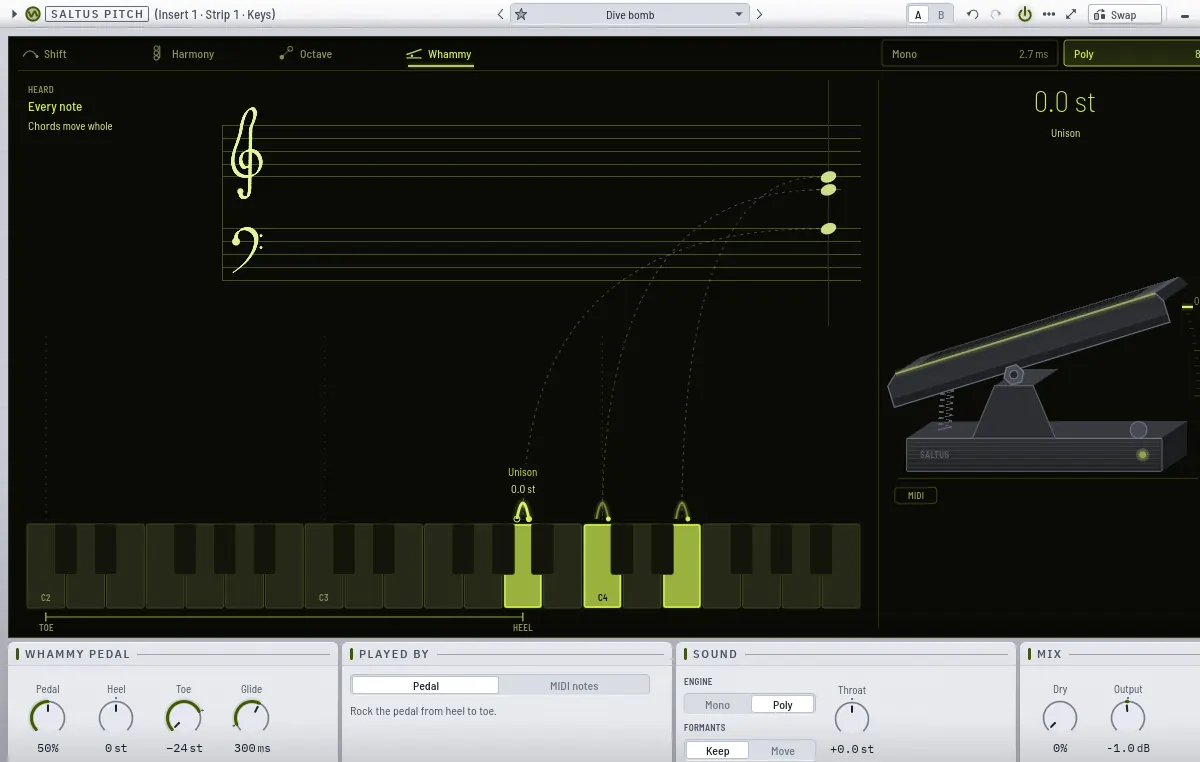 SALTUS PITCH (Insert 1 · Strip 1 · Keys)
Dive bomb
A B
Swap
Shift Harmony Octave Whammy
Mono 2.7 ms
Poly 8
HEARD
Every note
Chords move whole
0.0 st
Unison
0
SALTUS
MIDI
Unison
0.0 st
C2 C3 C4
TOE HEEL
WHAMMY PEDAL
Pedal Heel Toe Glide
50% 0 st −24 st 300 ms
PLAYED BY
Pedal MIDI notes
Rock the pedal from heel to toe.
SOUND
ENGINE
Mono Poly
FORMANTS
Keep Move
Throat
+0.0 st
MIX
Dry Output
0% -1.0 dB